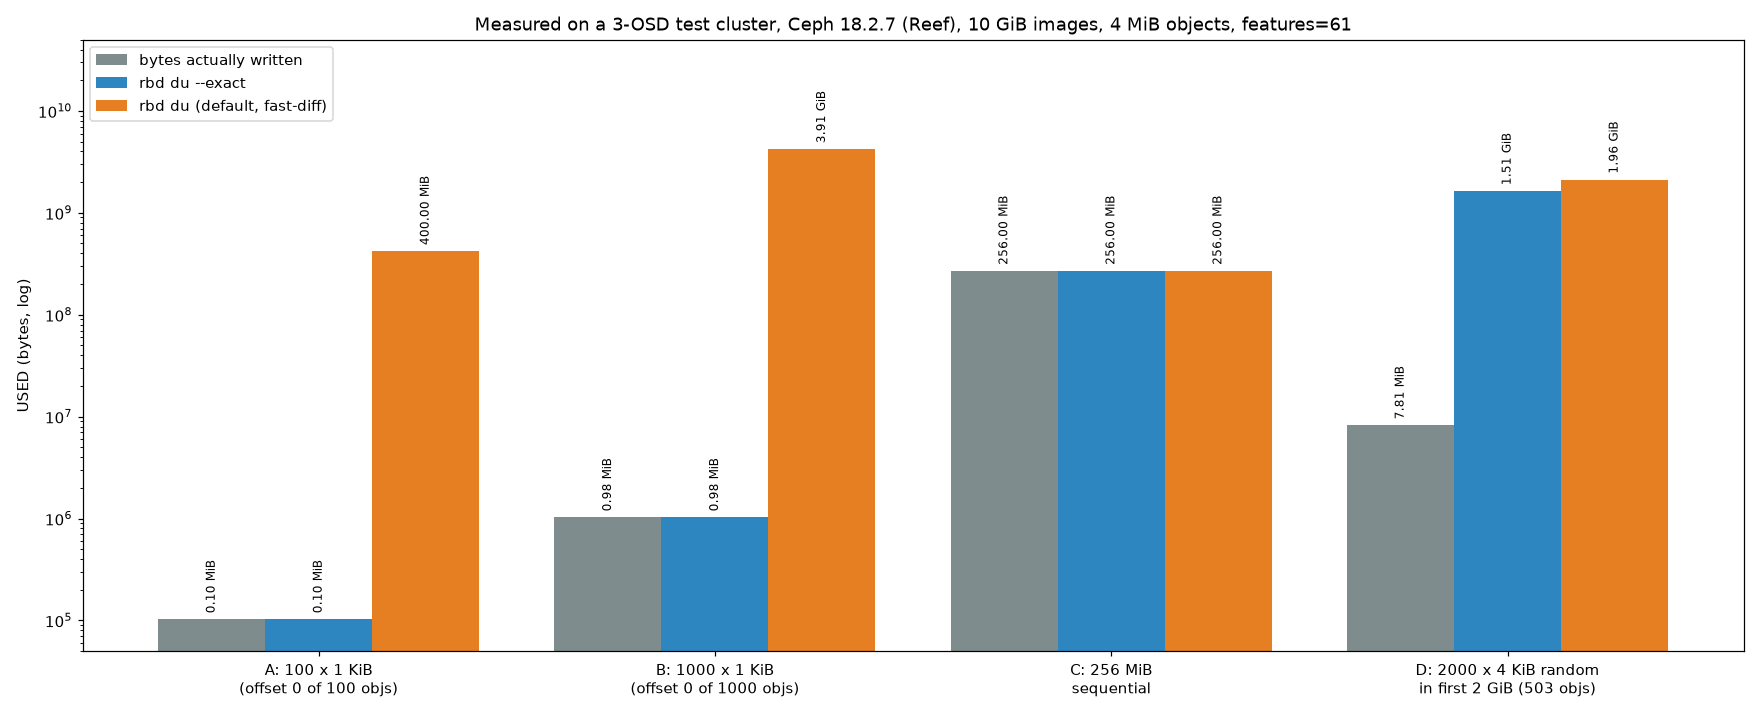 Measured on a 3-OSD test cluster, Ceph 18.2.7 (Reef), 10 GiB images, 4 MiB objects, features=61
bytes actually written
rbd du --exact
rbd du (default, fast-diff)
USED (bytes, log)
10^10
10^9
10^8
10^7
10^6
10^5
0.10 MiB
0.10 MiB
400.00 MiB
0.98 MiB
0.98 MiB
3.91 GiB
256.00 MiB
256.00 MiB
256.00 MiB
7.81 MiB
1.51 GiB
1.96 GiB
A: 100 x 1 KiB
(offset 0 of 100 objs)
B: 1000 x 1 KiB
(offset 0 of 1000 objs)
C: 256 MiB
sequential
D: 2000 x 4 KiB random
in first 2 GiB (503 objs)